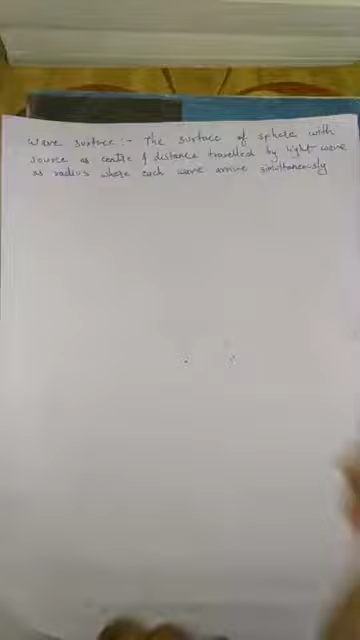 Wave surface :- The surface of sphere with
source as centre & distance travelled by light wave
as radius where each wave arrive simultaneously